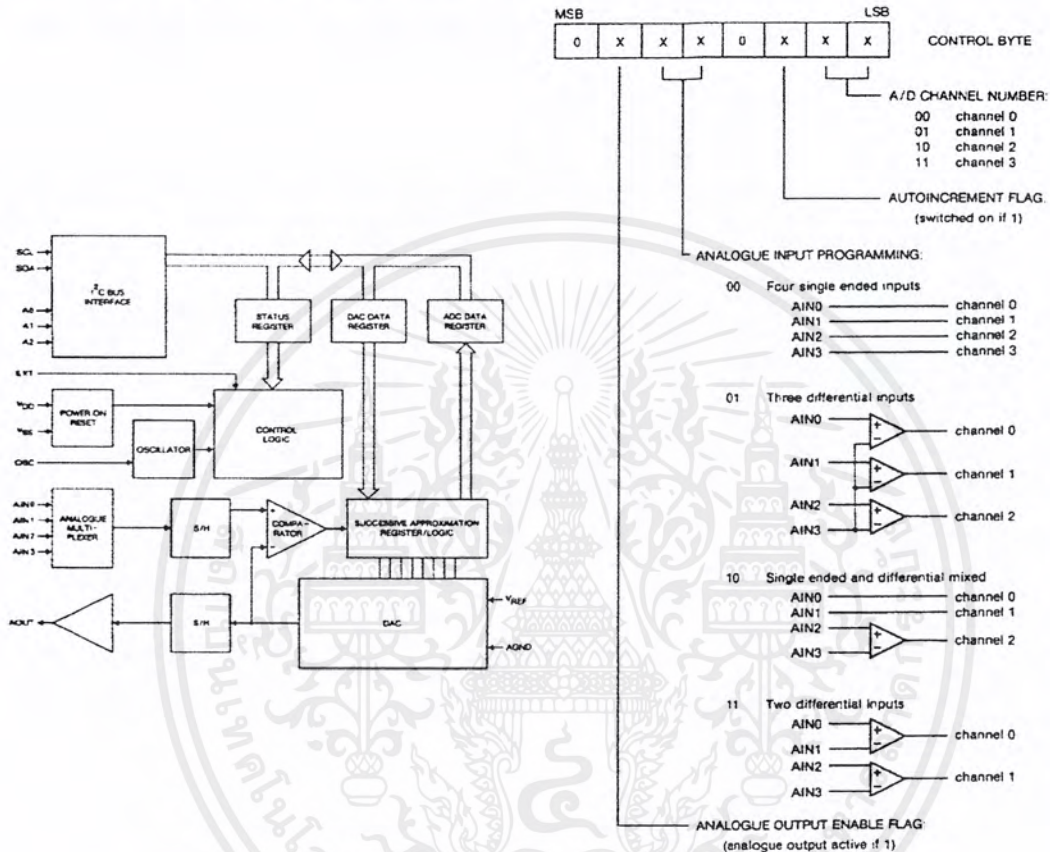 MSB LSB
0 X X X 0 X X X CONTROL BYTE
A/D CHANNEL NUMBER:
00 channel 0
01 channel 1
10 channel 2
11 channel 3
AUTOINCREMENT FLAG:
(switched on if 1)
ANALOGUE INPUT PROGRAMMING:
00 Four single ended inputs
AIN0 channel 0
AIN1 channel 1
AIN2 channel 2
AIN3 channel 3
01 Three differential inputs
AIN0 + − channel 0
AIN1 + − channel 1
AIN2 + − channel 2
AIN3
10 Single ended and differential mixed
AIN0 channel 0
AIN1 channel 1
AIN2 + − channel 2
AIN3
11 Two differential inputs
AIN0 + − channel 0
AIN1
AIN2 + − channel 1
AIN3
ANALOGUE OUTPUT ENABLE FLAG:
(analogue output active if 1)
SCL
SDA
A0
A1
A2
I2C BUS
INTERFACE
STATUS
REGISTER
DAC DATA
REGISTER
ADC DATA
REGISTER
EXT
VDD
VSS
POWER ON
RESET
OSC
OSCILLATOR
CONTROL
LOGIC
AIN0
AIN1
AIN2
AIN3
ANALOGUE
MULTI-
PLEXER
S/H
+
−
COMPA-
RATOR
SUCCESSIVE APPROXIMATION
REGISTER/LOGIC
AOUT
S/H
DAC
VREF
AGND